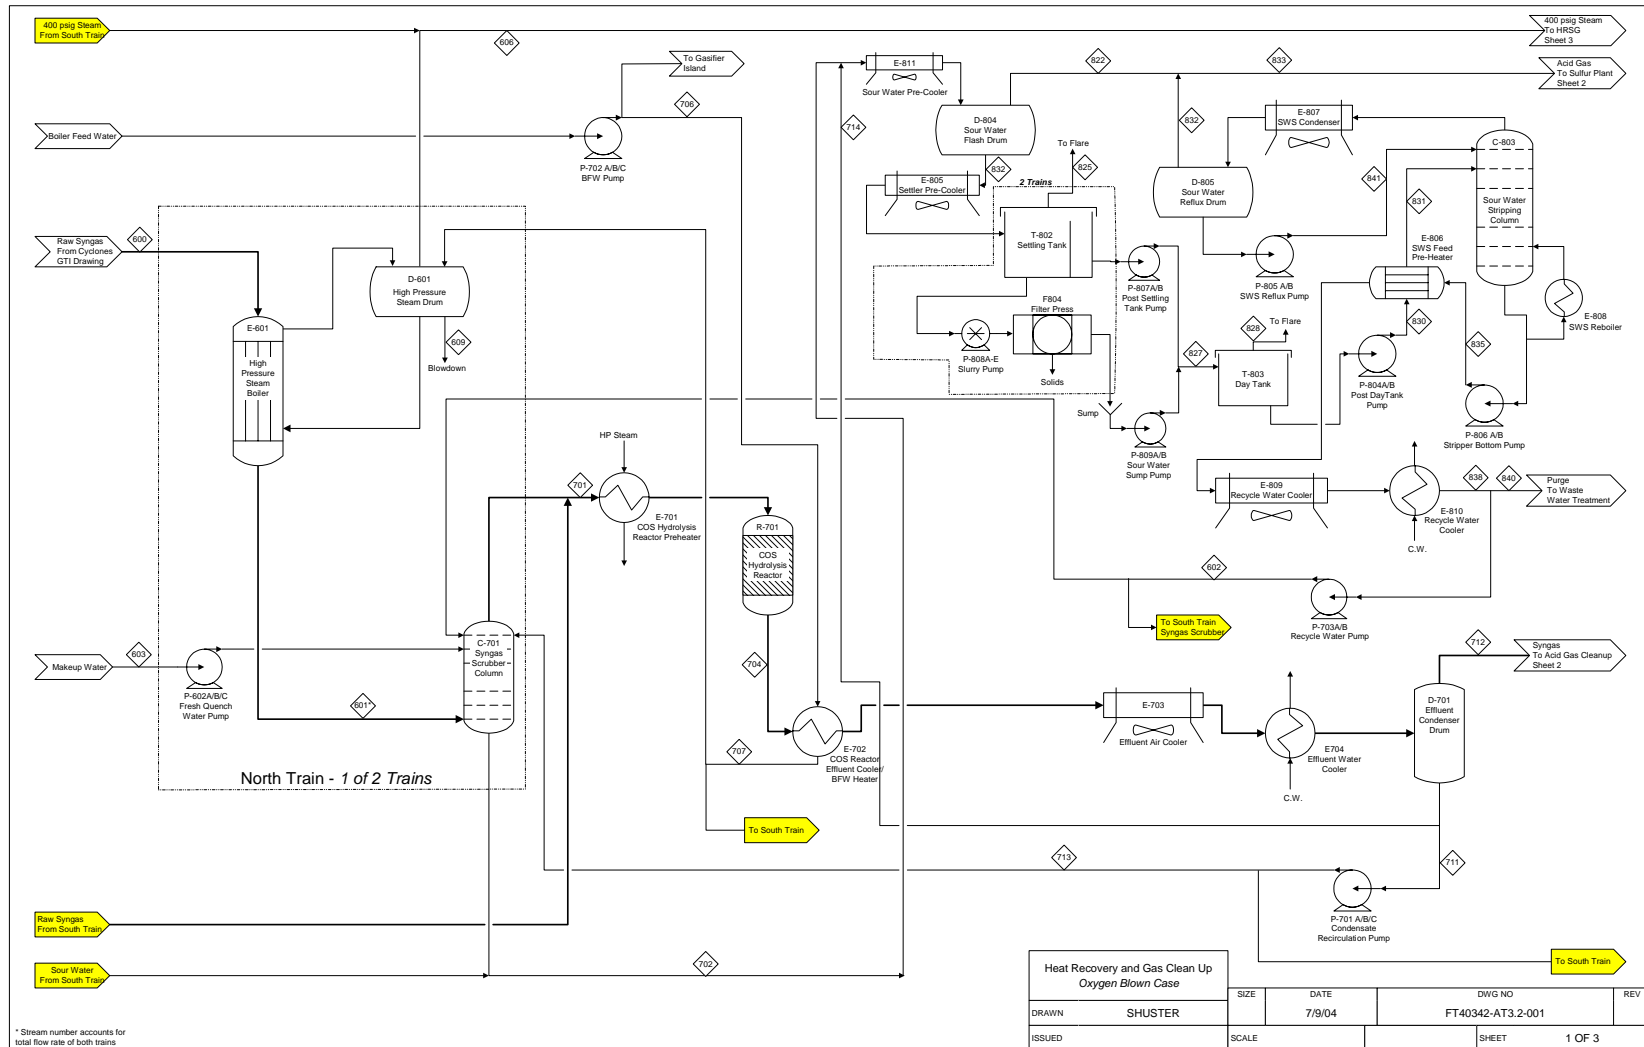 400 psig Steam
From South Train
606
400 psig Steam
To HRSG
Sheet 3
To Gasifier
Island
706
E-811
Sour Water Pre-Cooler
822
833
Acid Gas
To Sulfur Plant
Sheet 2
Boiler Feed Water
P-702 A/B/C
BFW Pump
714
D-804
Sour Water
Flash Drum
832
E-805
Settler Pre-Cooler
To Flare
825
2 Trains
832
E-807
SWS Condenser
C-803
Sour Water
Stripping
Column
841
831
D-805
Sour Water
Reflux Drum
T-802
Settling Tank
P-807A/B
Post Settling
Tank Pump
P-805 A/B
SWS Reflux Pump
E-806
SWS Feed
Pre-Heater
E-808
SWS Reboiler
Raw Syngas
From Cyclones
GTI Drawing
600
D-601
High Pressure
Steam Drum
609
Blowdown
E-601
High
Pressure
Steam
Boiler
F804
Filter Press
P-808A-E
Slurry Pump
Solids
Sump
827
828
To Flare
T-803
Day Tank
830
835
P-804A/B
Post DayTank
Pump
P-809A/B
Sour Water
Sump Pump
P-806 A/B
Stripper Bottom Pump
HP Steam
701
E-701
COS Hydrolysis
Reactor Preheater
R-701
COS
Hydrolysis
Reactor
E-809
Recycle Water Cooler
E-810
Recycle Water
Cooler
C.W.
838
840
Purge
To Waste
Water Treatment
602
To South Train
Syngas Scrubber
P-703A/B
Recycle Water Pump
Makeup Water
603
P-602A/B/C
Fresh Quench
Water Pump
601*
C-701
Syngas
Scrubber
Column
704
707
E-702
COS Reactor
Effluent Cooler/
BFW Heater
E-703
Effluent Air Cooler
E704
Effluent Water
Cooler
C.W.
D-701
Effluent
Condenser
Drum
712
Syngas
To Acid Gas Cleanup
Sheet 2
North Train - 1 of 2 Trains
To South Train
713
711
P-701 A/B/C
Condensate
Recirculation Pump
Raw Syngas
From South Train
Sour Water
From South Train
702
To South Train
Heat Recovery and Gas Clean Up
Oxygen Blown Case
DRAWN SHUSTER
ISSUED
SIZE DATE DWG NO REV
7/9/04 FT40342-AT3.2-001
SCALE SHEET 1 OF 3
* Stream number accounts for
total flow rate of both trains